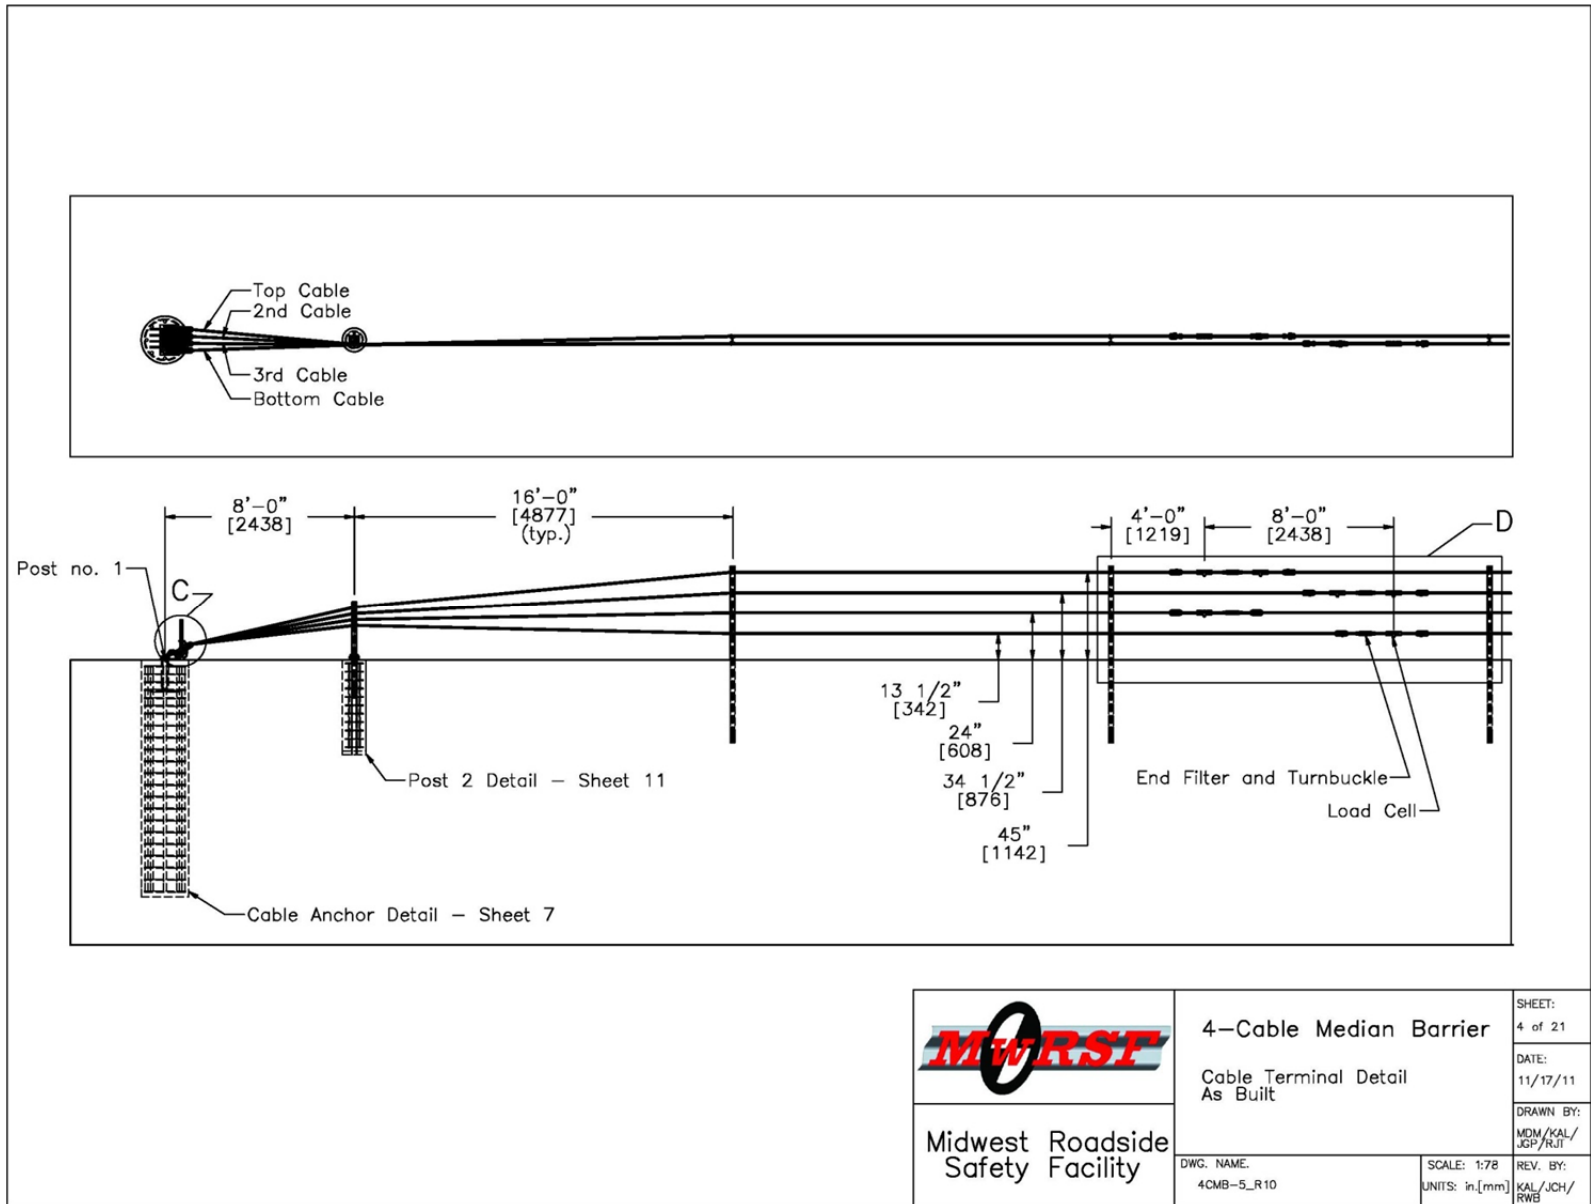 Top Cable
2nd Cable
3rd Cable
Bottom Cable
8'-0"
[2438]
16'-0"
[4877]
(typ.)
4'-0"
[1219]
8'-0"
[2438]
D
Post no. 1
C
13 1/2"
[342]
24"
[608]
34 1/2"
[876]
45"
[1142]
End Filter and Turnbuckle
Load Cell
Post 2 Detail - Sheet 11
Cable Anchor Detail - Sheet 7
MwRSF
Midwest Roadside
Safety Facility
4-Cable Median Barrier
Cable Terminal Detail
As Built
DWG. NAME.
4CMB-5_R10
SCALE: 1:78
UNITS: in.[mm]
SHEET:
4 of 21
DATE:
11/17/11
DRAWN BY:
MDM/KAL/
JGP/RJT
REV. BY:
KAL/JCH/
RWB